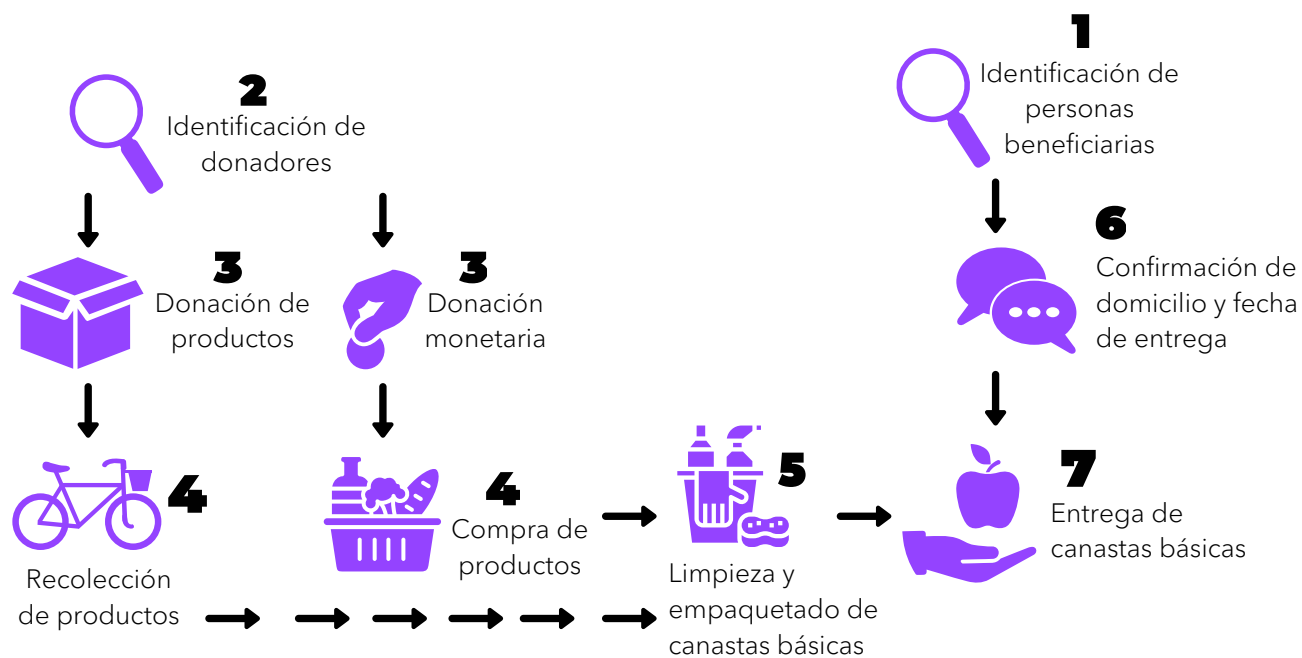 1
Identificación de
personas
beneficiarias
2
Identificación de
donadores
3
Donación de
productos
3
Donación
monetaria
4
Recolección
de productos
4
Compra de
productos
5
Limpieza y
empaquetado de
canastas básicas
6
Confirmación de
domicilio y fecha
de entrega
7
Entrega de
canastas básicas